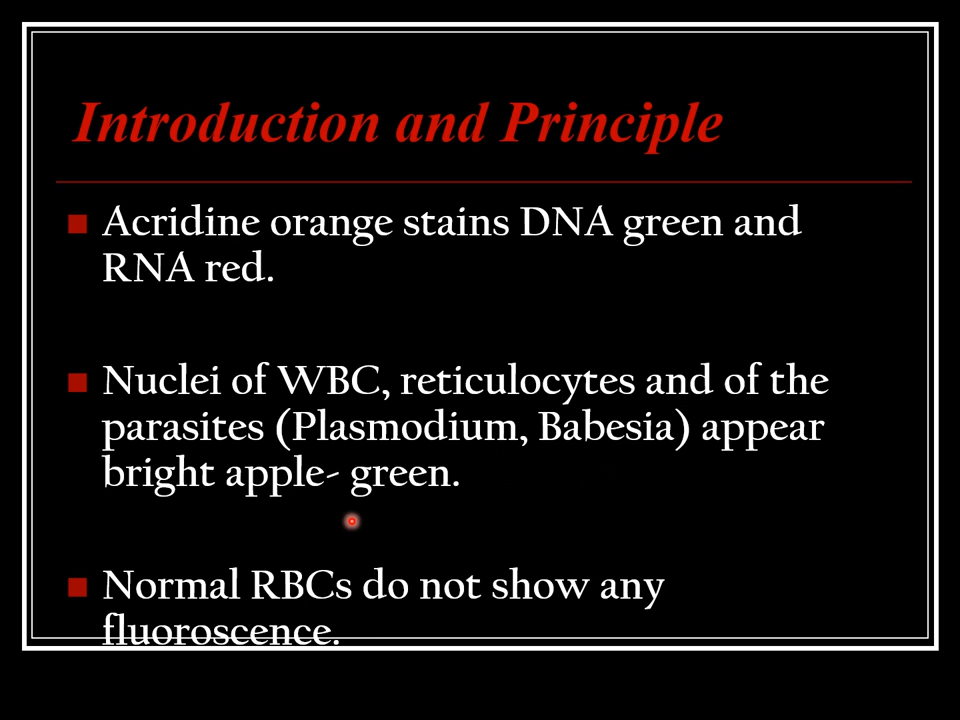 Introduction and Principle
Acridine orange stains DNA green and
RNA red.
Nuclei of WBC, reticulocytes and of the
parasites (Plasmodium, Babesia) appear
bright apple- green.
Normal RBCs do not show any
fluoroscence.